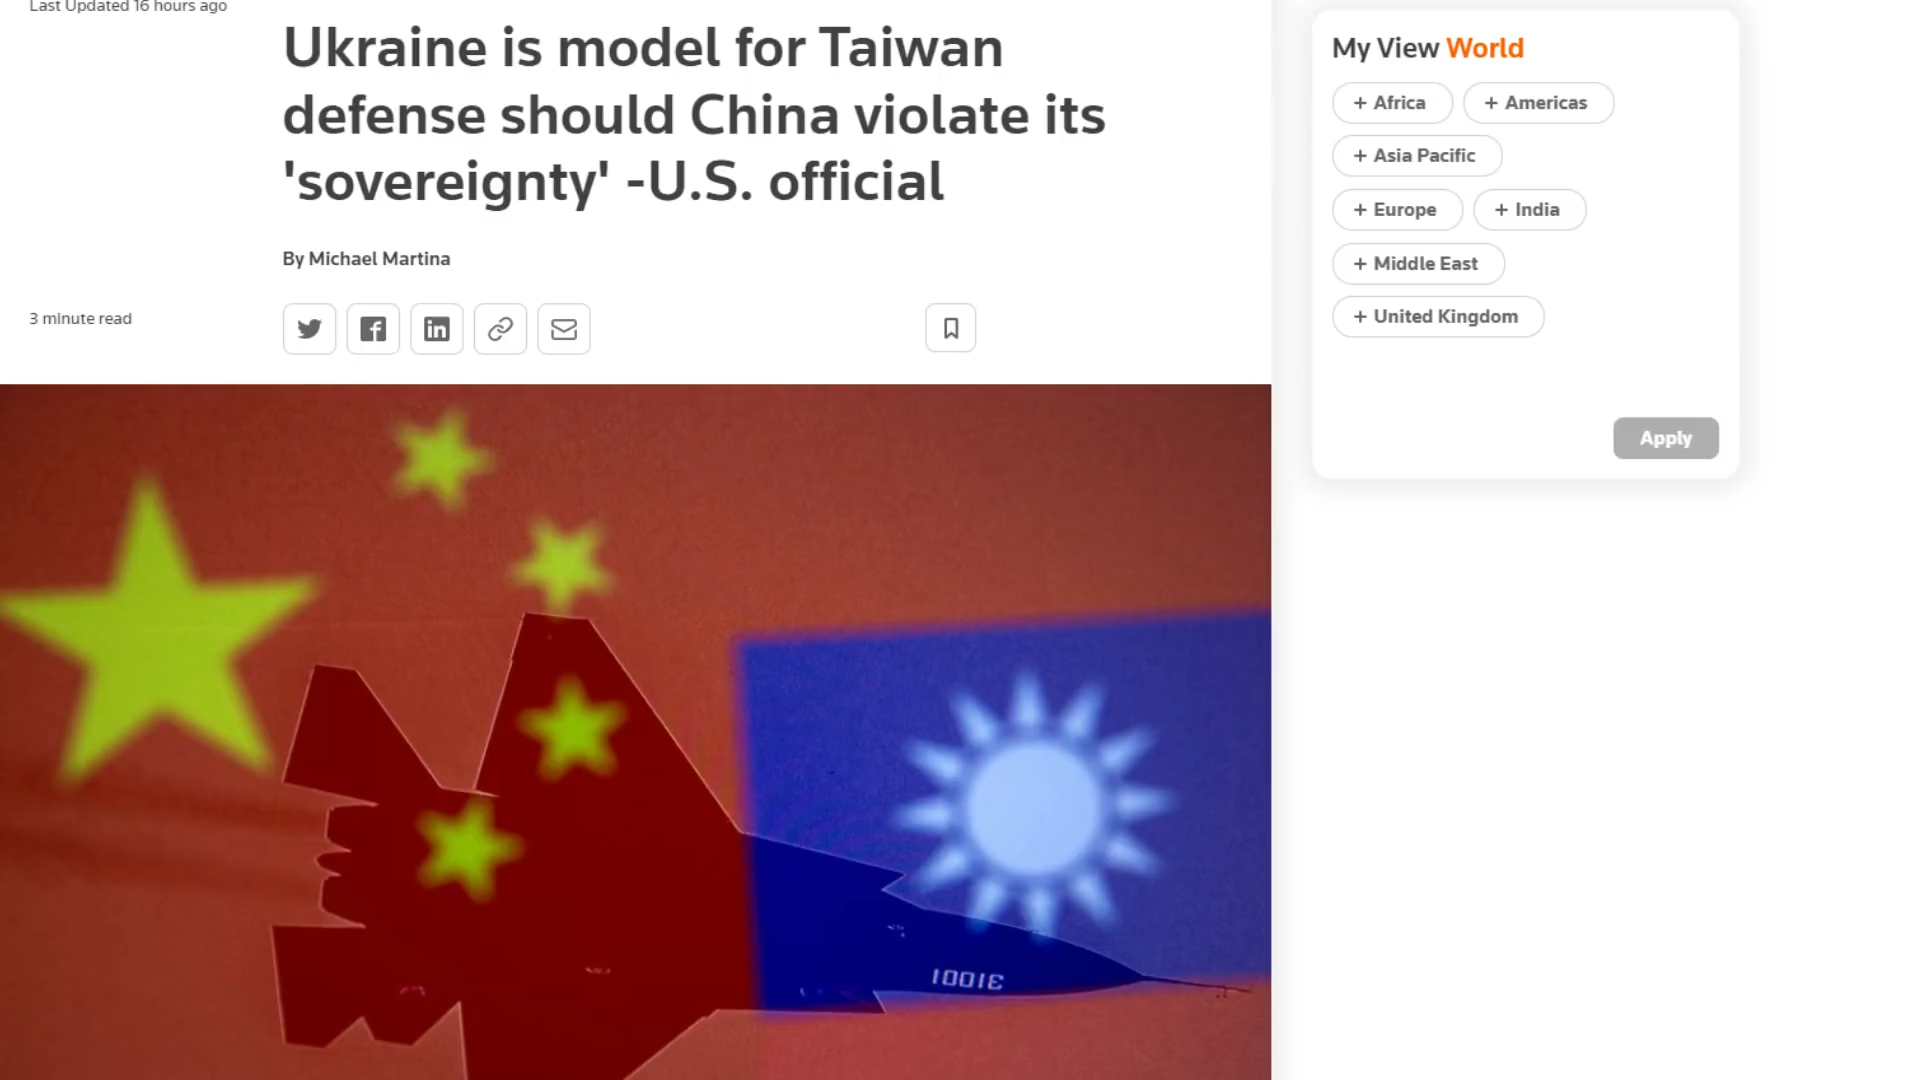 Last Updated 16 hours ago
Ukraine is model for Taiwan
defense should China violate its
'sovereignty' -U.S. official
By Michael Martina
3 minute read
My View World
+ Africa
+ Americas
+ Asia Pacific
+ Europe
+ India
+ Middle East
+ United Kingdom
Apply